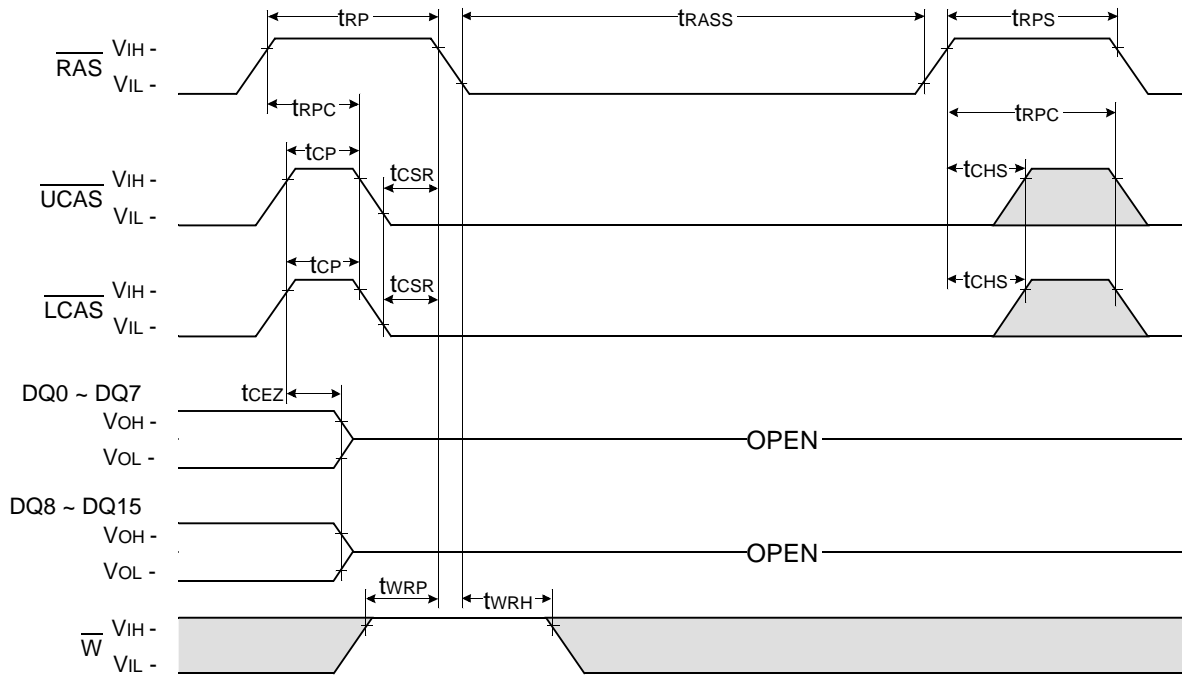 tRP
tRASS
tRPS
RAS
VIH -
VIL -
tRPC
tRPC
tCP
tCSR
tCHS
UCAS
VIH -
VIL -
tCP
tCSR
tCHS
LCAS
VIH -
VIL -
DQ0 ~ DQ7
tCEZ
VOH -
VOL -
OPEN
DQ8 ~ DQ15
VOH -
VOL -
OPEN
tWRP
tWRH
W
VIH -
VIL -